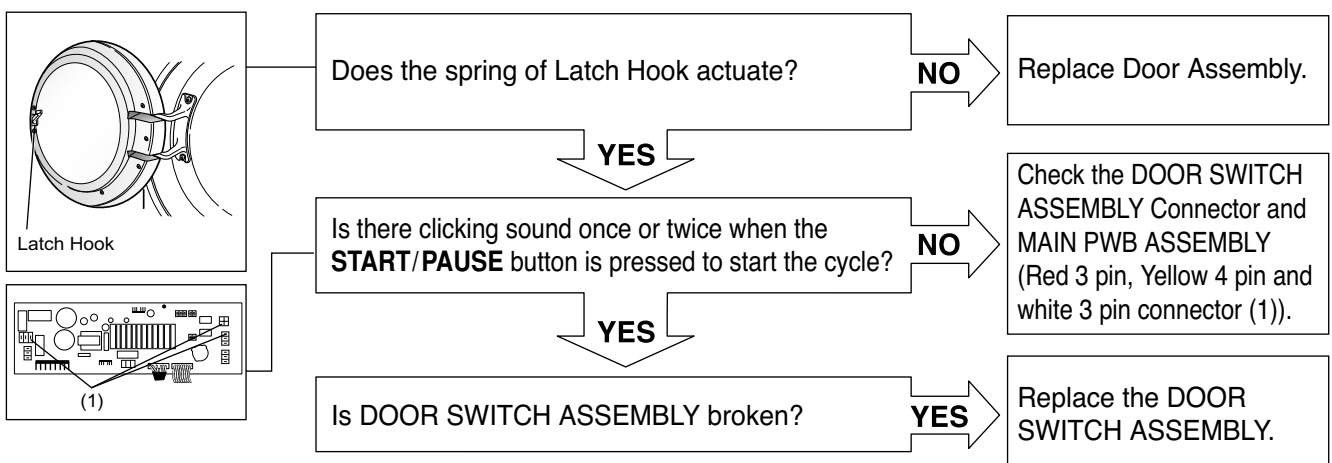 Does the spring of Latch Hook actuate?
NO
Replace Door Assembly.
Latch Hook
YES
Is there clicking sound once or twice when the
START/PAUSE button is pressed to start the cycle?
NO
Check the DOOR SWITCH
ASSEMBLY Connector and
MAIN PWB ASSEMBLY
(Red 3 pin, Yellow 4 pin and
white 3 pin connector (1)).
(1)
YES
Is DOOR SWITCH ASSEMBLY broken?
YES
Replace the DOOR
SWITCH ASSEMBLY.